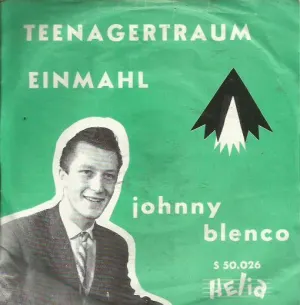 TEENAGERTRAUM
EINMAHL
johnny
blenco
S 50.026
Helia